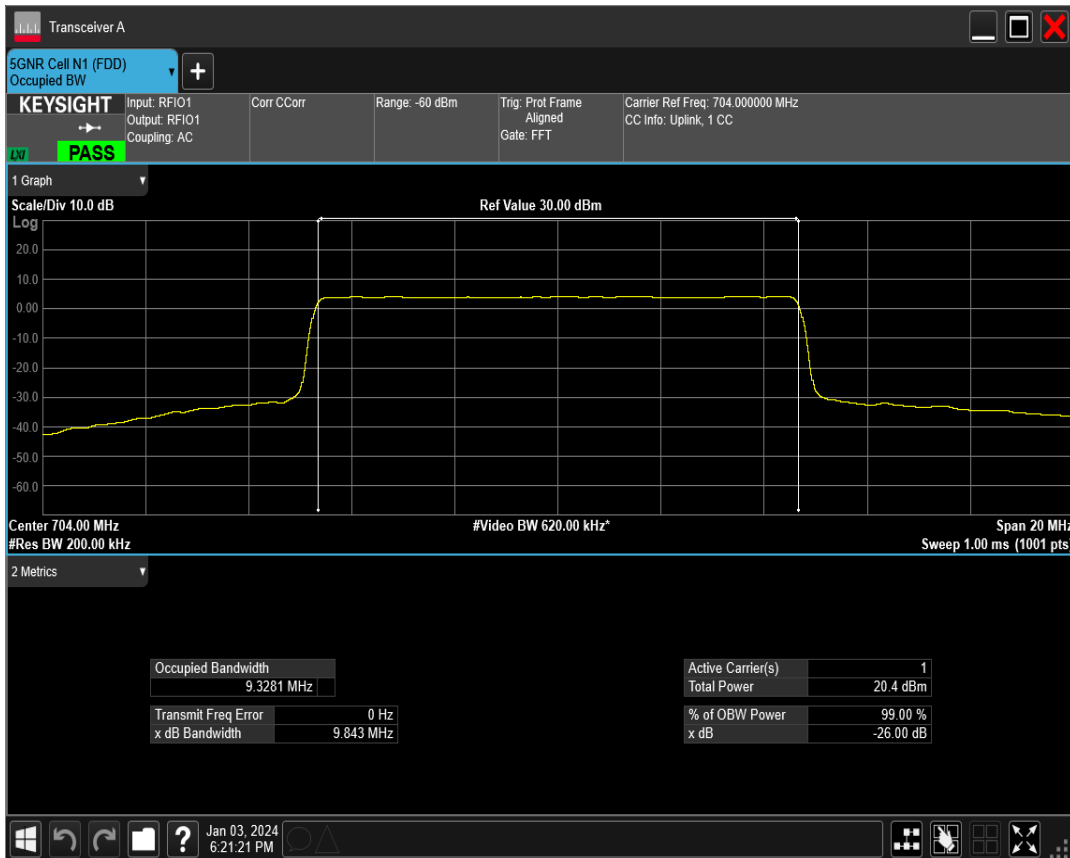 Transceiver A
5GNR Cell N1 (FDD)
Occupied BW
+
KEYSIGHT
LXI
PASS
Input: RFIO1
Output: RFIO1
Coupling: AC
Corr CCorr
Range: -60 dBm
Trig: Prot Frame
Aligned
Gate: FFT
Carrier Ref Freq: 704.000000 MHz
CC Info: Uplink, 1 CC
1 Graph
Scale/Div 10.0 dB
Ref Value 30.00 dBm
Log
20.0
10.0
0.00
-10.0
-20.0
-30.0
-40.0
-50.0
-60.0
Center 704.00 MHz
#Video BW 620.00 kHz*
Span 20 MHz
#Res BW 200.00 kHz
Sweep 1.00 ms (1001 pts)
2 Metrics
Occupied Bandwidth
9.3281 MHz
Transmit Freq Error 0 Hz
x dB Bandwidth 9.843 MHz
Active Carrier(s) 1
Total Power 20.4 dBm
% of OBW Power 99.00 %
x dB -26.00 dB
?
Jan 03, 2024
6:21:21 PM